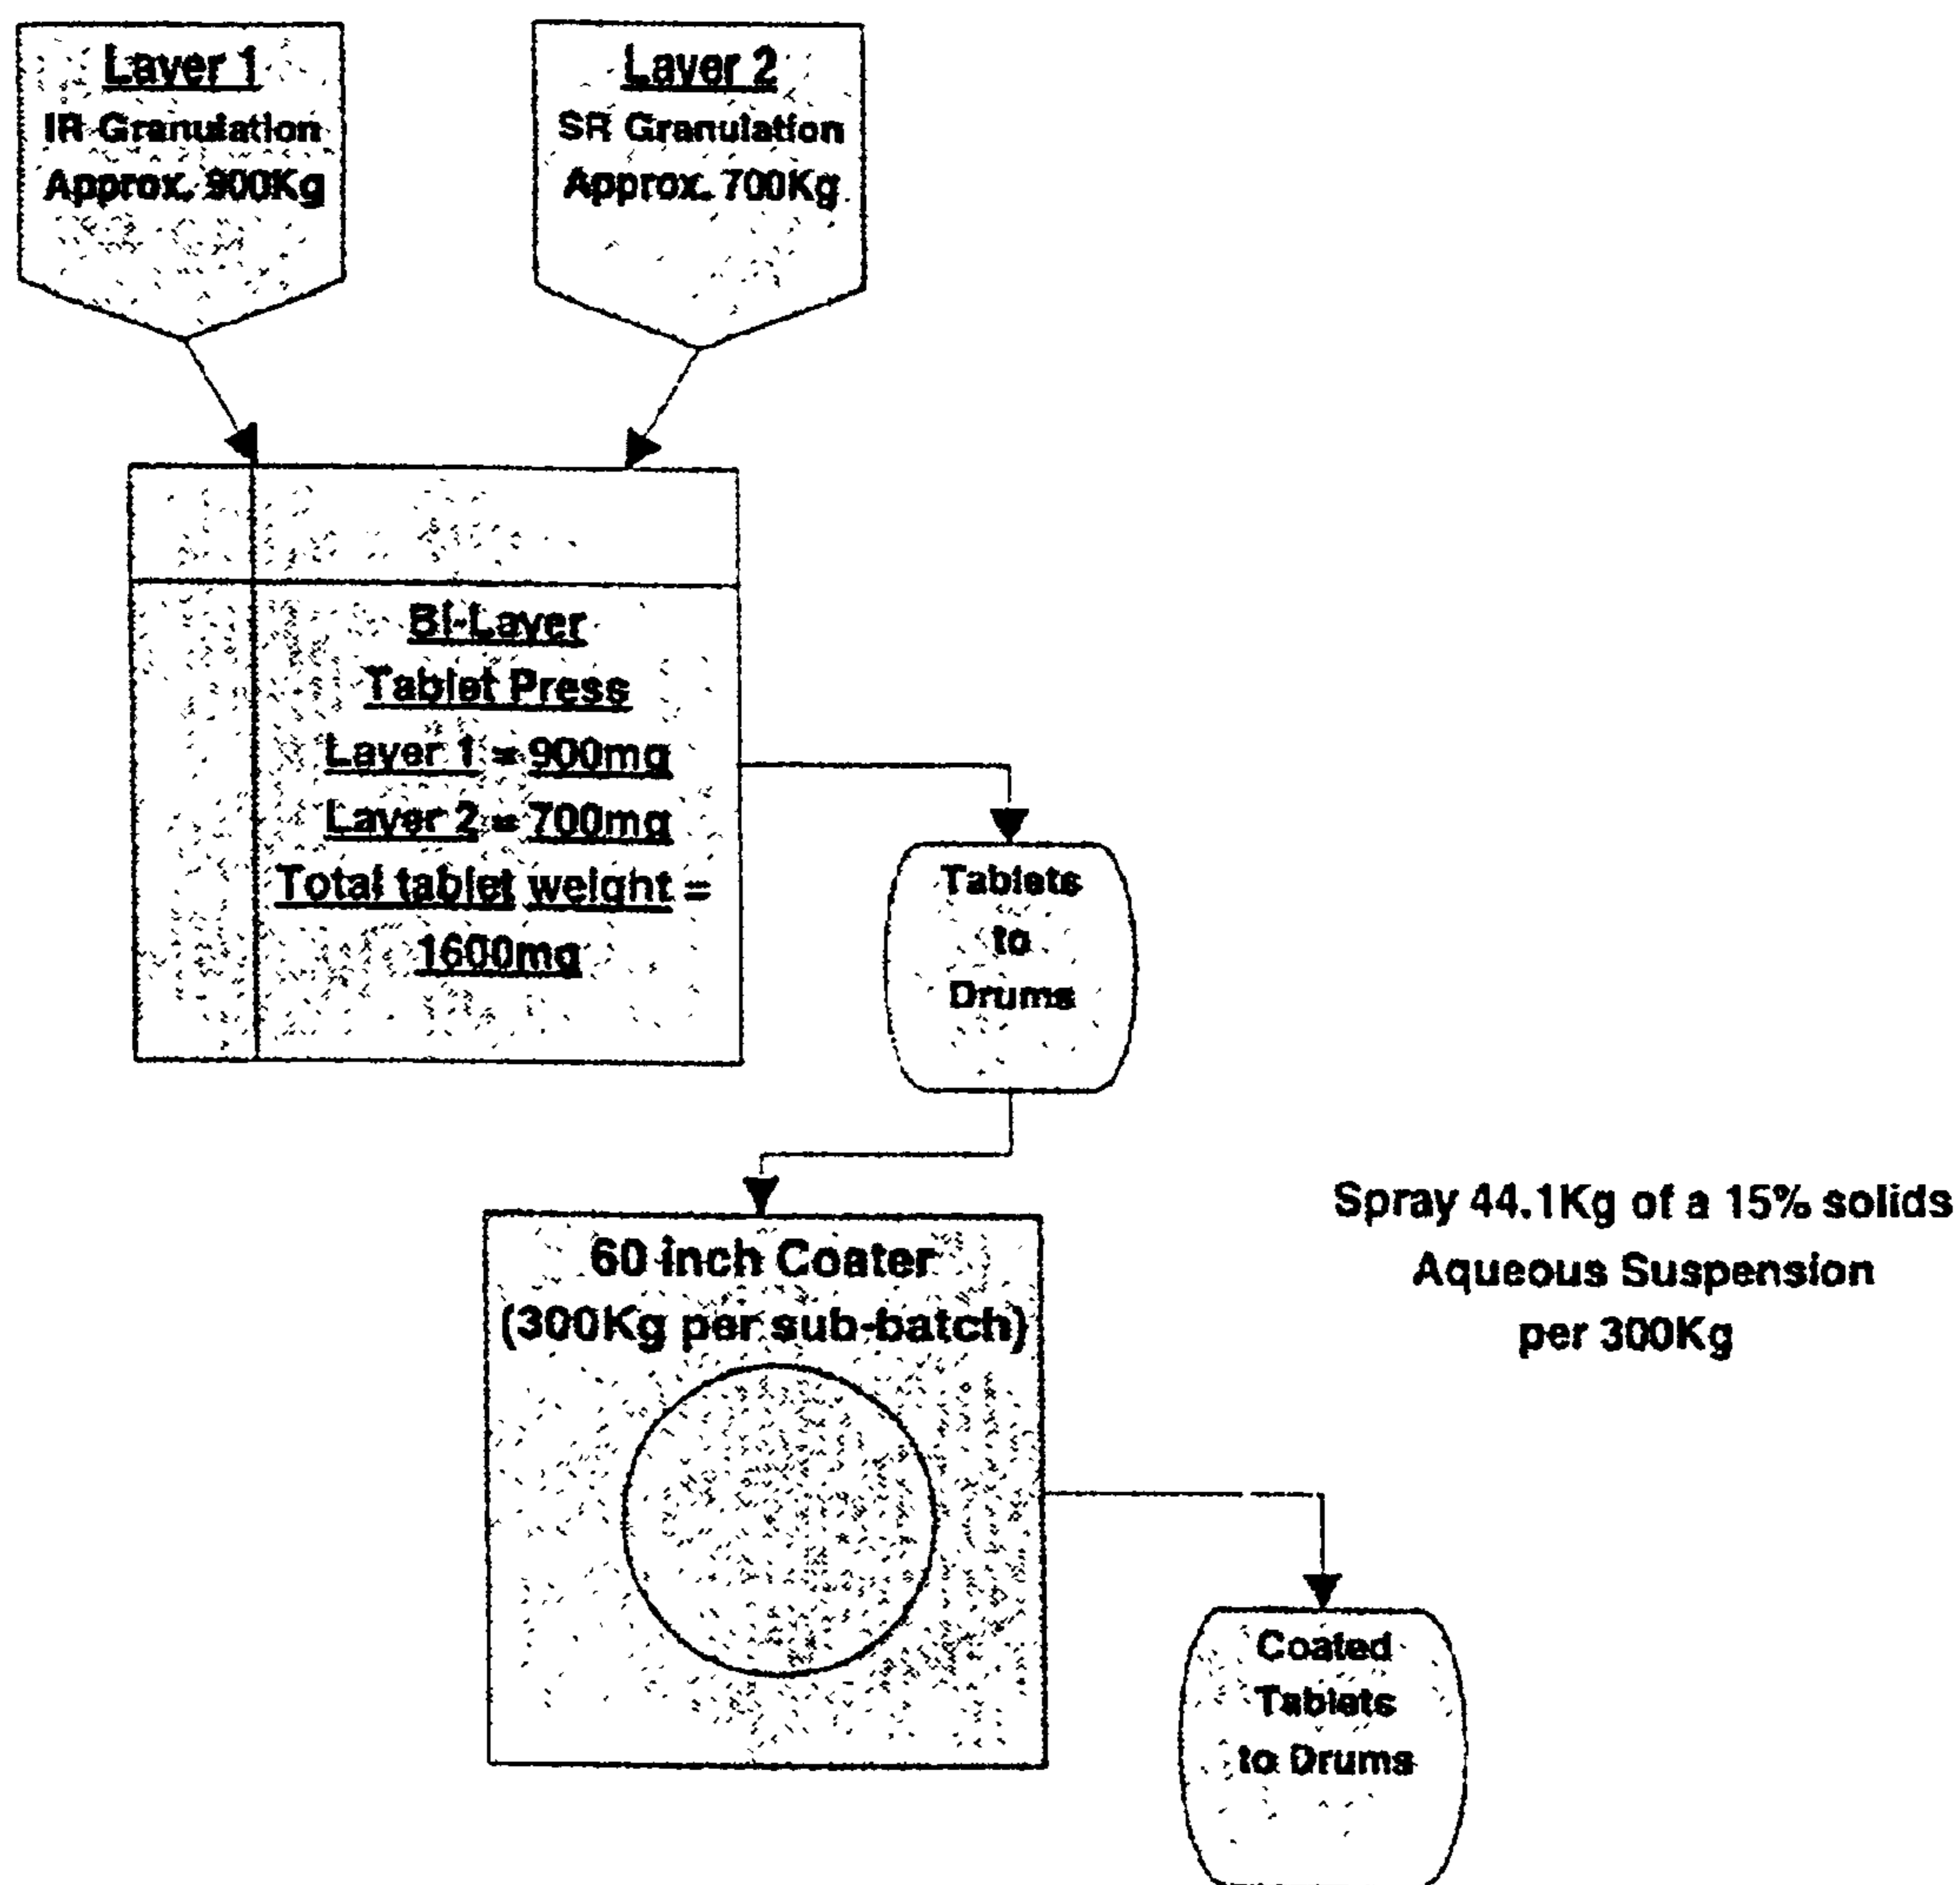 Layer 1
IR Granulation
Approx. 900Kg
Layer 2
SR Granulation
Approx. 700Kg
Bi-Layer
Tablet Press
Layer 1 = 900mg
Layer 2 = 700mg
Total tablet weight =
1600mg
Tablets
to
Drums
60 inch Coater
(300Kg per sub-batch)
Spray 44.1Kg of a 15% solids
Aqueous Suspension
per 300Kg
Coated
Tablets
to Drums